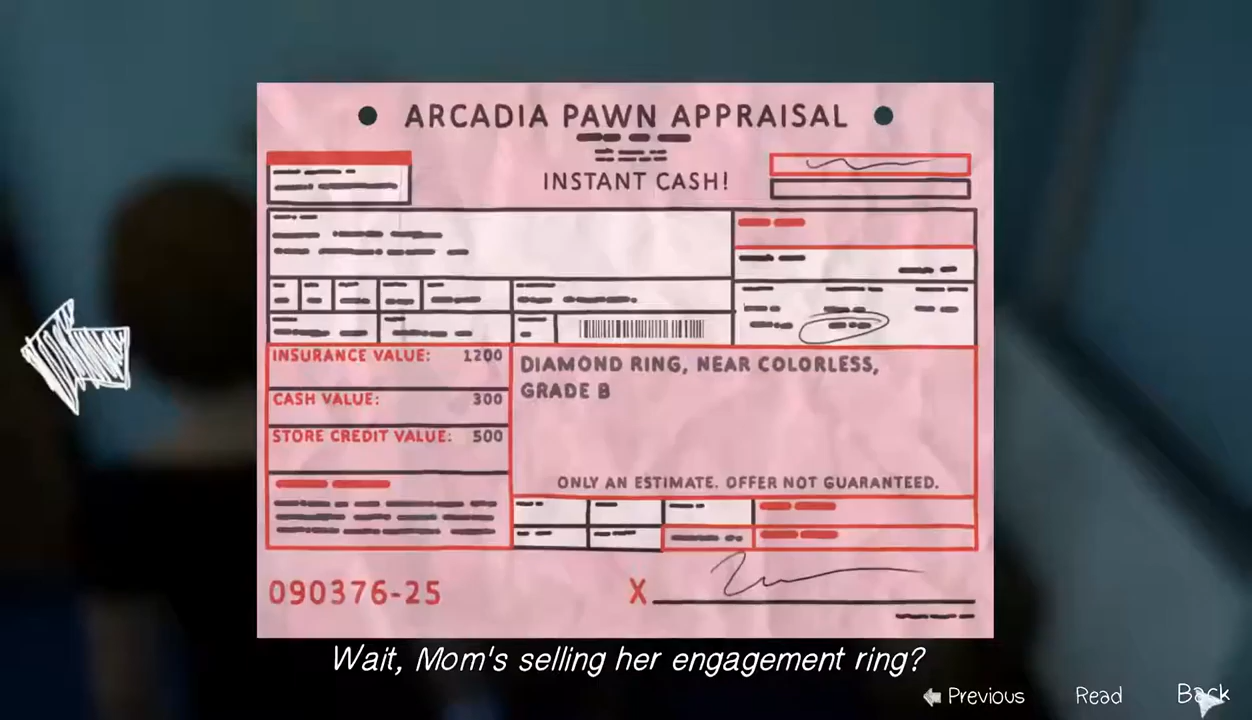 ARCADIA PAWN APPRAISAL
INSTANT CASH!
INSURANCE VALUE: 1200
CASH VALUE: 300
STORE CREDIT VALUE: 500
DIAMOND RING, NEAR COLORLESS,
GRADE B
ONLY AN ESTIMATE. OFFER NOT GUARANTEED.
090376-25
X
Wait, Mom's selling her engagement ring?
Previous
Read
Back